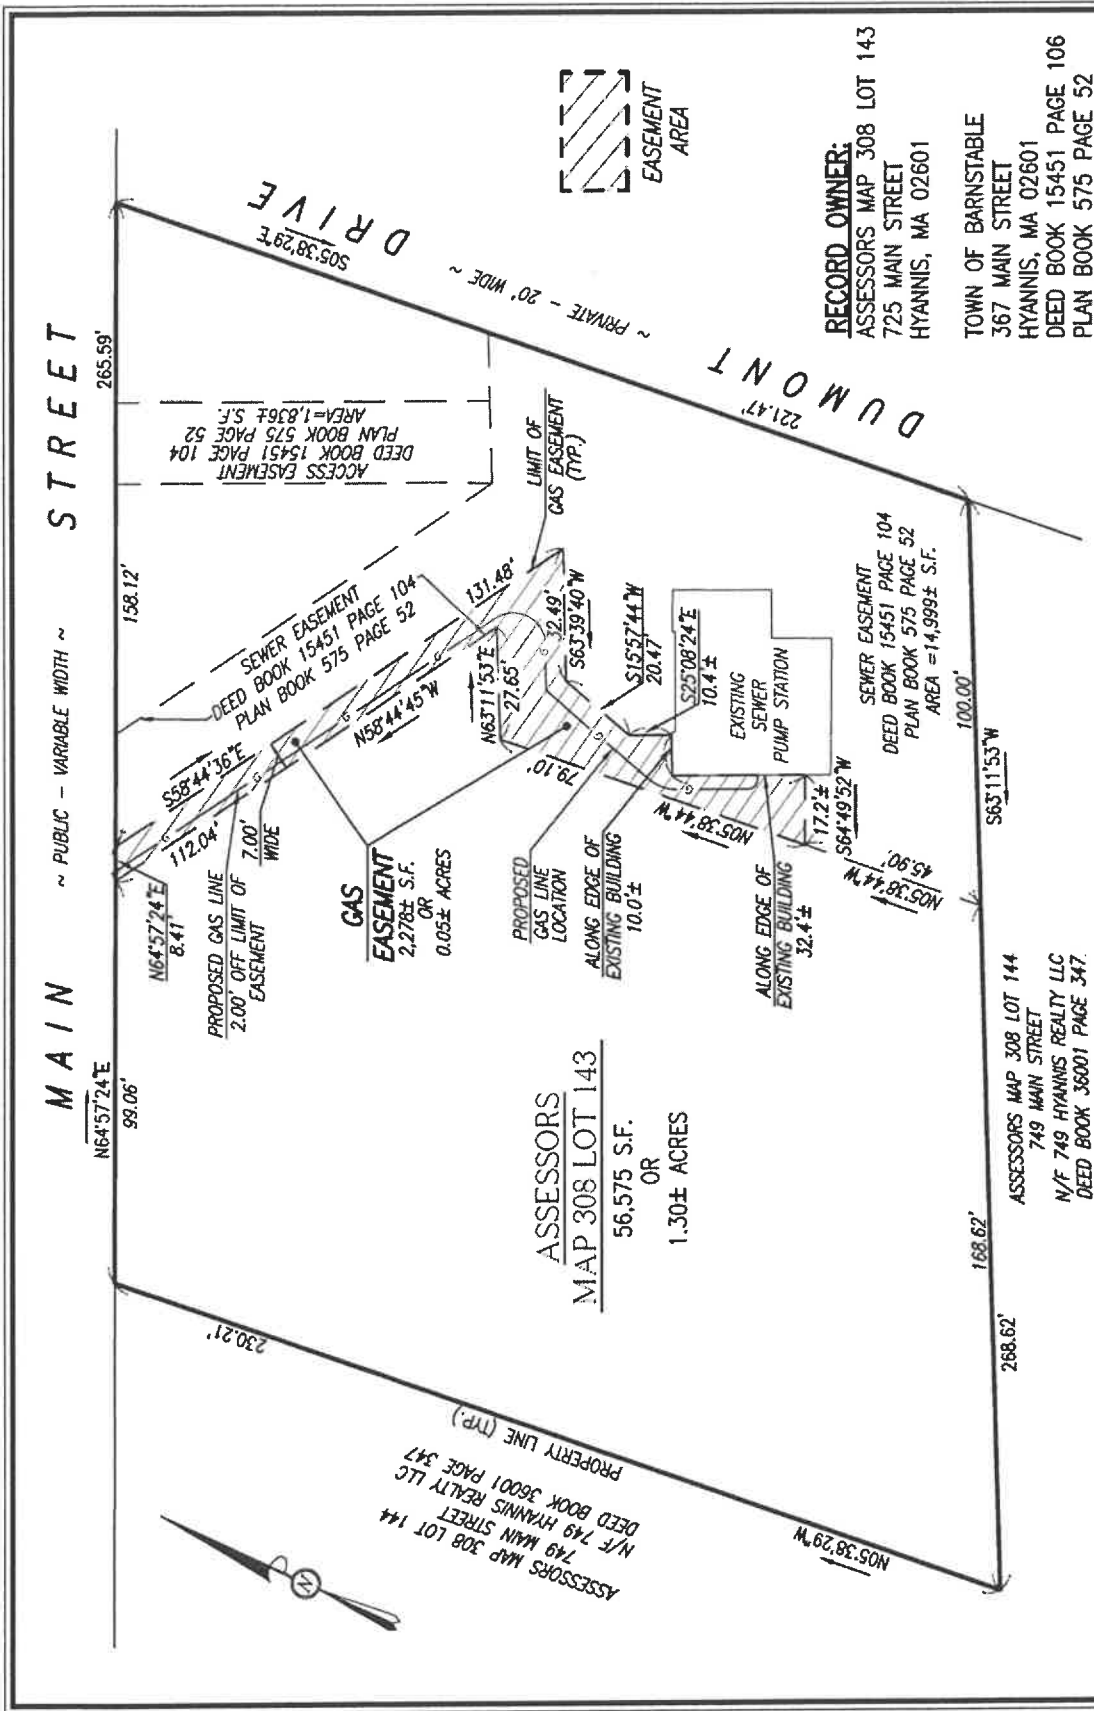 MAIN STREET
~ PUBLIC - VARIABLE WIDTH ~
N64°57'24"E
99.06'
158.12'
265.59'
N64°57'24"E
8.41'
S58°44'36"E
112.04'
PROPOSED GAS LINE
2.00' OFF LIMIT OF
EASEMENT
7.00'
WIDE
SEWER EASEMENT
DEED BOOK 15451 PAGE 104
PLAN BOOK 575 PAGE 52
N58°44'45"W
131.48'
ACCESS EASEMENT
DEED BOOK 15451 PAGE 104
PLAN BOOK 575 PAGE 52
AREA=1,836± S.F.
S05°38'29"E
DUMONT DRIVE
~ PRIVATE - 20' WIDE ~
221.47'
EASEMENT
AREA
LIMIT OF
GAS EASEMENT
(TYP.)
N63°11'53"E
27.65'
32.49'
S63°39'40"W
S15°57'44"W
20.47'
S25°08'24"E
10.4±
GAS
EASEMENT
2,278± S.F.
OR
0.05± ACRES
79.10'
PROPOSED
GAS LINE
LOCATION
ALONG EDGE OF
EXISTING BUILDING
10.0'±
N05°38'44"W
ALONG EDGE OF
EXISTING BUILDING
32.4'±
EXISTING
SEWER
PUMP STATION
17.2'±
S64°49'52"W
N05°38'44"W
45.90'
SEWER EASEMENT
DEED BOOK 15451 PAGE 104
PLAN BOOK 575 PAGE 52
AREA =14,999± S.F.
100.00'
S63°11'53"W
168.62'
268.62'
ASSESSORS
MAP 308 LOT 143
56,575 S.F.
OR
1.30± ACRES
230.21'
PROPERTY LINE (TYP.)
N05°38'29"W
ASSESSORS MAP 308 LOT 144
749 MAIN STREET
N/F 749 HYANNIS REALTY LLC
DEED BOOK 36001 PAGE 347
N
ASSESSORS MAP 308 LOT 144
749 MAIN STREET
N/F 749 HYANNIS REALTY LLC
DEED BOOK 36001 PAGE 347
G
G
G
G
G
G
RECORD OWNER:
ASSESSORS MAP 308 LOT 143
725 MAIN STREET
HYANNIS, MA 02601
TOWN OF BARNSTABLE
367 MAIN STREET
HYANNIS, MA 02601
DEED BOOK 15451 PAGE 106
PLAN BOOK 575 PAGE 52